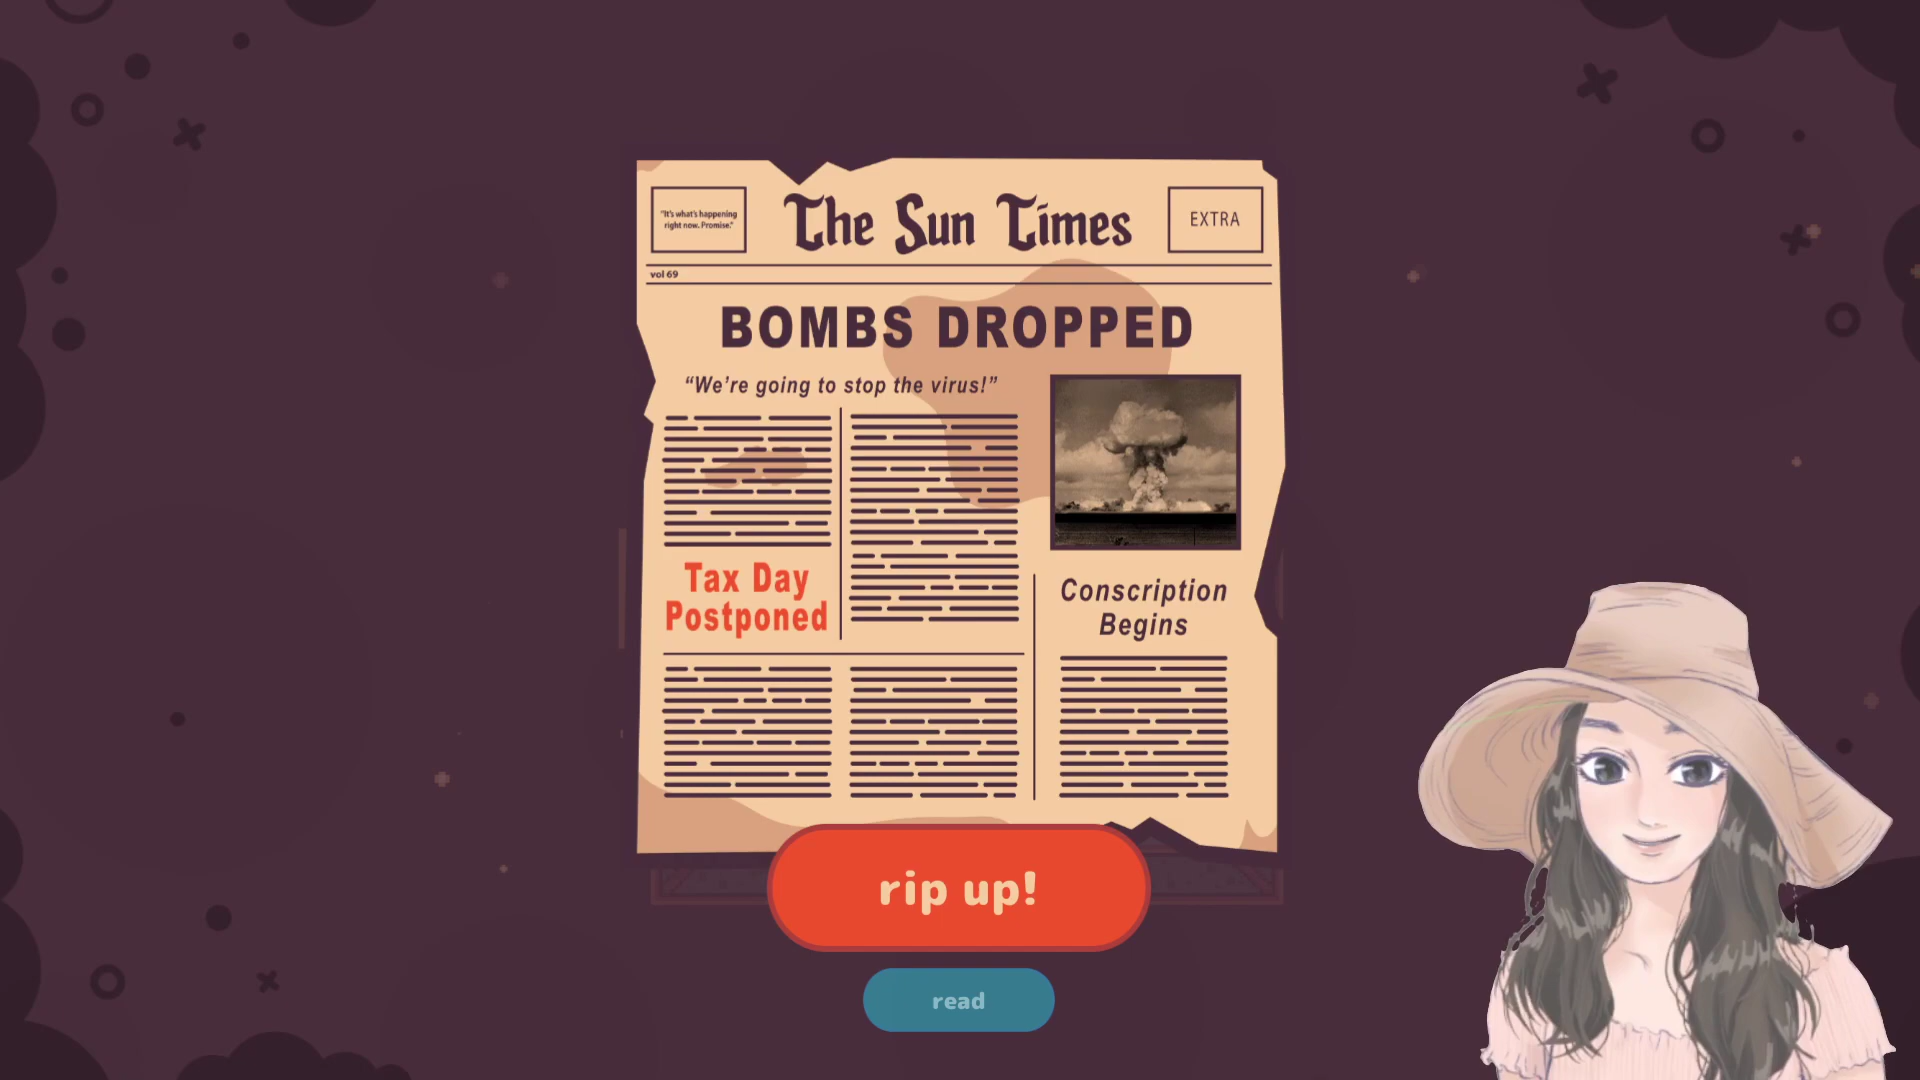 "It's what's happening
right now. Promise."
The Sun Times
EXTRA
vol 69
BOMBS DROPPED
“We're going to stop the virus!”
Tax Day
Postponed
Conscription
Begins
rip up!
read